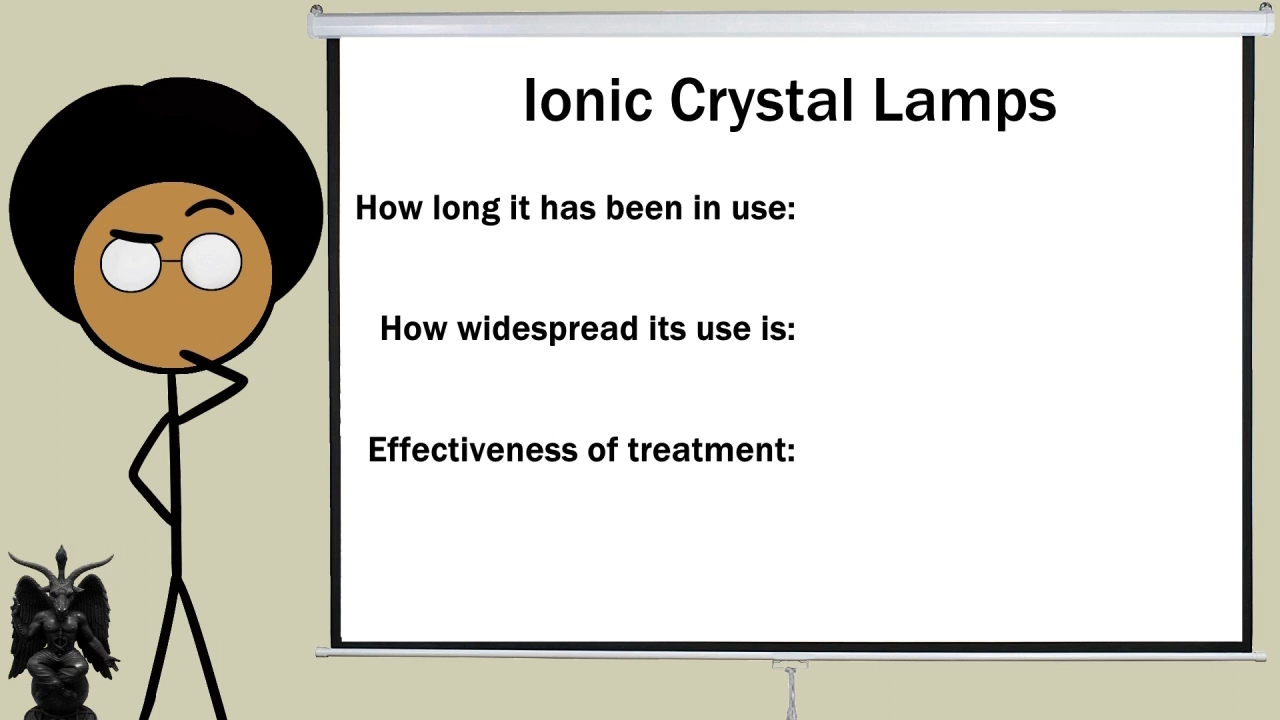 Ionic Crystal Lamps
How long it has been in use:
How widespread its use is:
Effectiveness of treatment: